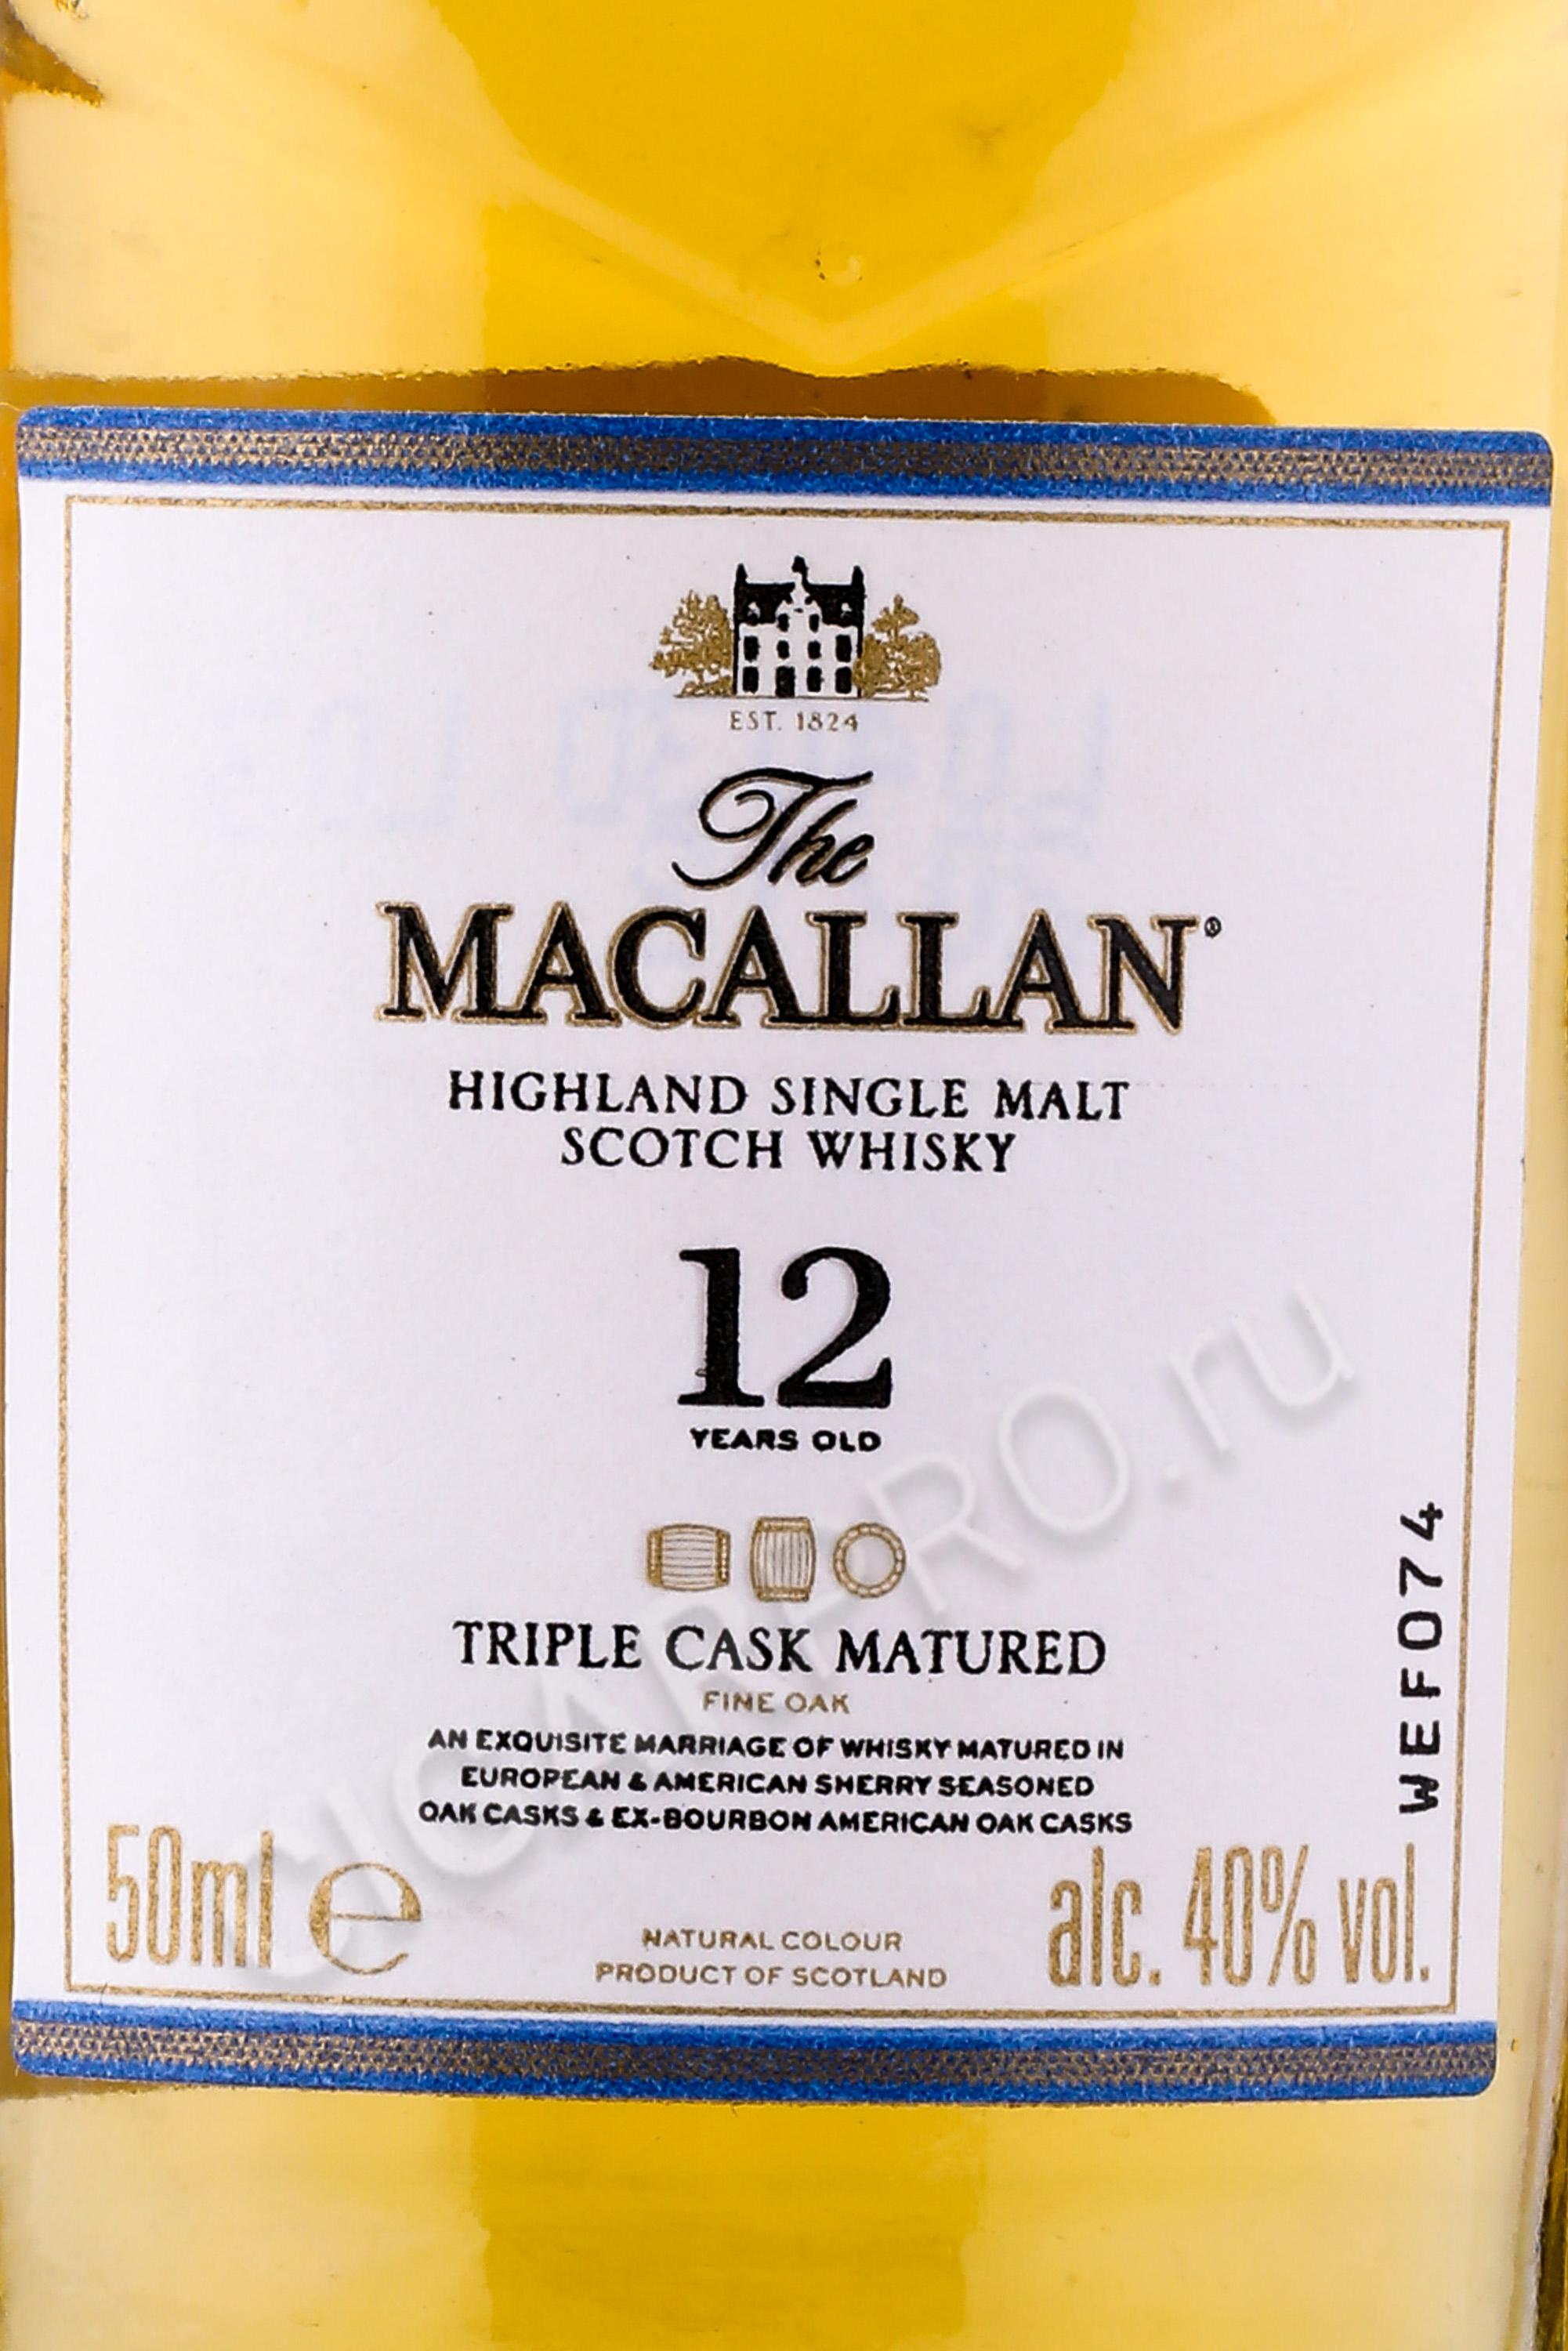 EST. 1824
The
MACALLAN®
HIGHLAND SINGLE MALT
SCOTCH WHISKY
12
YEARS OLD
TRIPLE CASK MATURED
FINE OAK
AN EXQUISITE MARRIAGE OF WHISKY MATURED IN
EUROPEAN & AMERICAN SHERRY SEASONED
OAK CASKS & EX-BOURBON AMERICAN OAK CASKS
50ml e
NATURAL COLOUR
PRODUCT OF SCOTLAND
alc. 40% vol.
WEF074